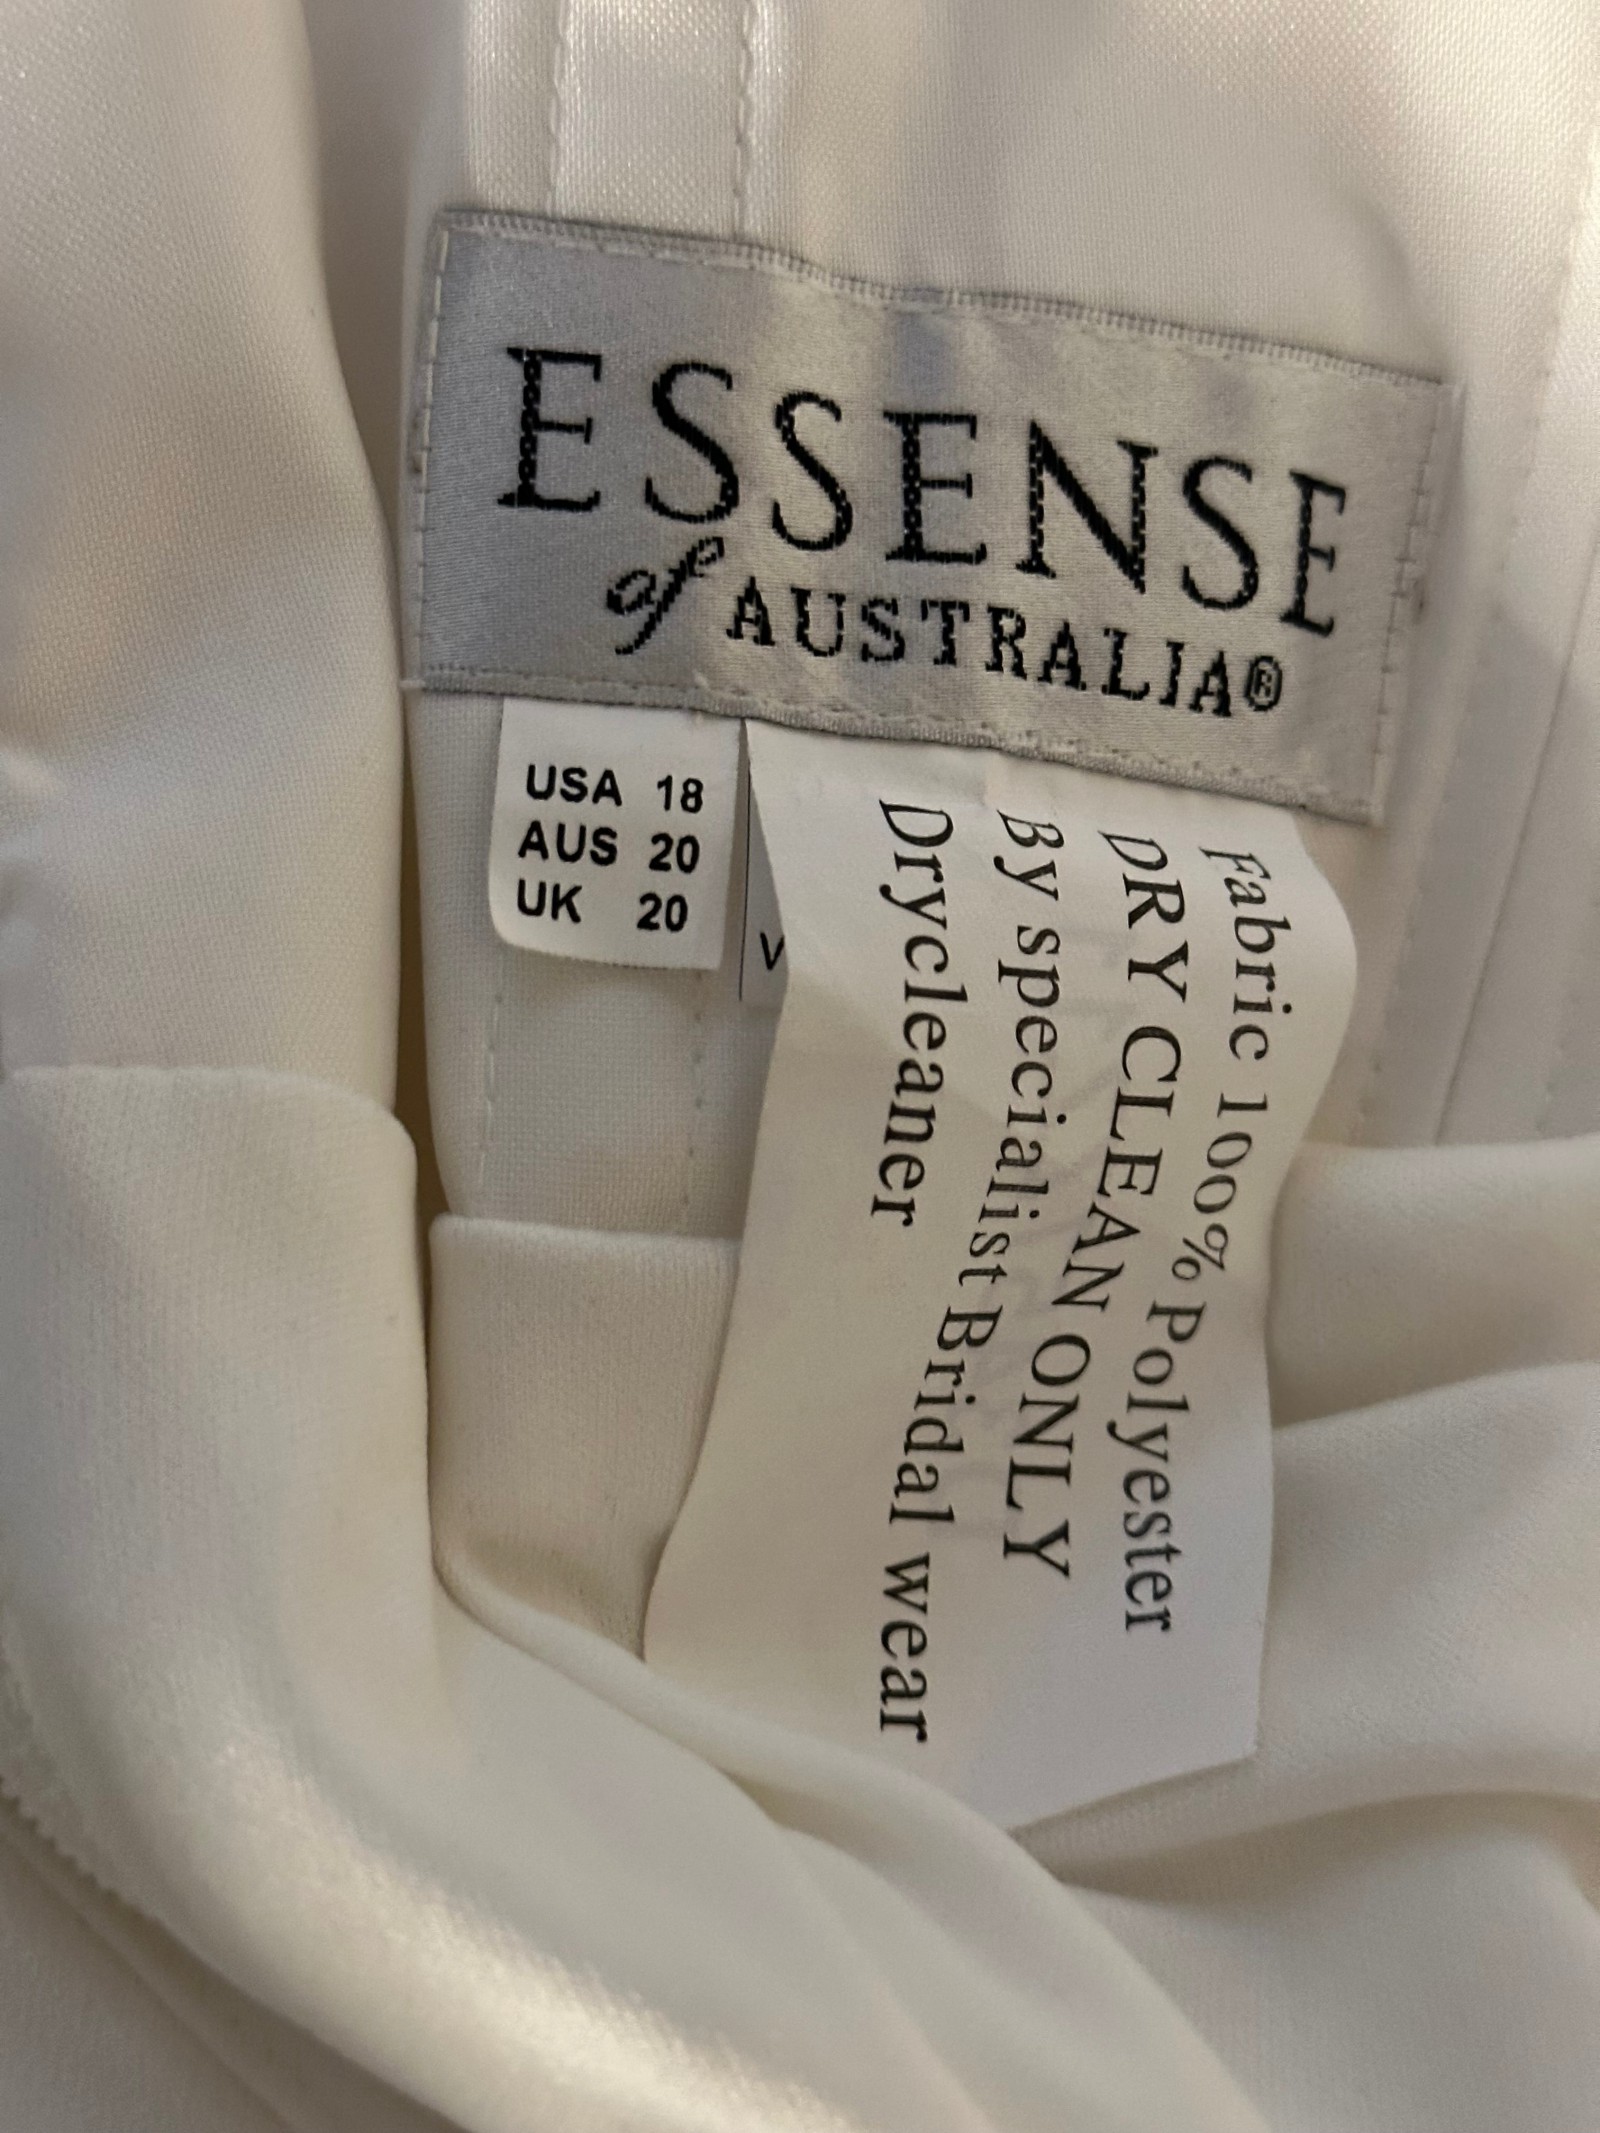 ESSENSE
of AUSTRALIA®
USA 18
AUS 20
UK 20
V
Fabric 100% Polyester
DRY CLEAN ONLY
By specialist Bridal wear
Drycleaner